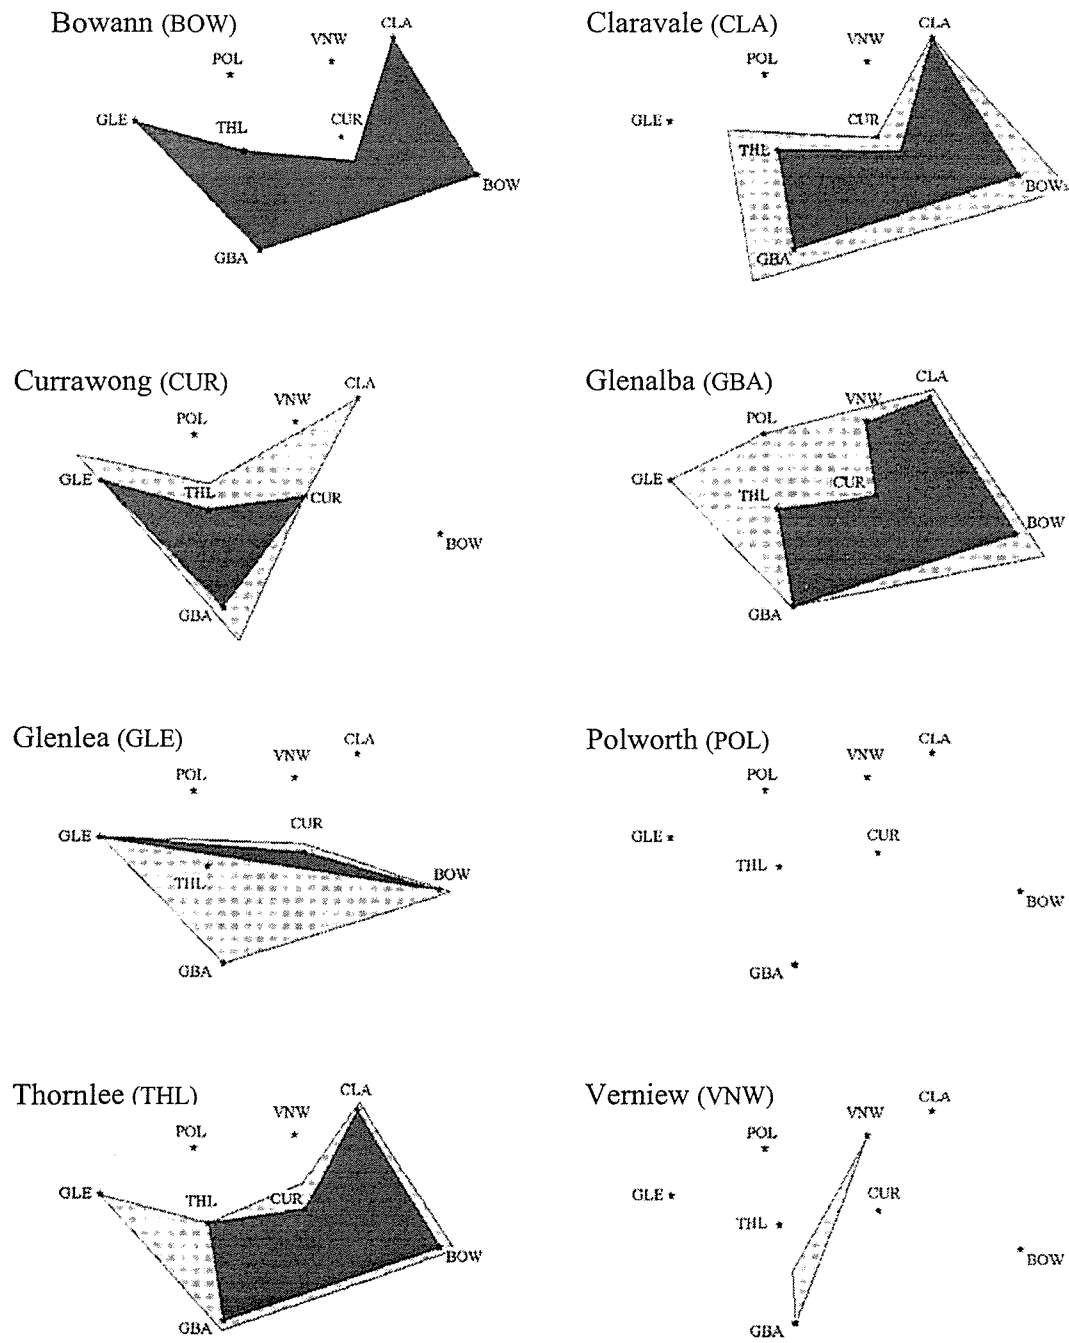 Bowann (BOW)
CLA
VNW
POL
GLE
THL
CUR
BOW
GBA
Claravale (CLA)
CLA
VNW
POL
GLE
CUR
THL
BOW
GBA
Currawong (CUR)
CLA
VNW
POL
GLE
THL
CUR
BOW
GBA
Glenalba (GBA)
CLA
VNW
POL
GLE
CUR
THL
BOW
GBA
Glenlea (GLE)
CLA
VNW
POL
CUR
GLE
THL
BOW
GBA
Polworth (POL)
CLA
VNW
POL
GLE
CUR
THL
BOW
GBA
Thornlee (THL)
CLA
VNW
POL
GLE
THL
CUR
BOW
GBA
Verniew (VNW)
CLA
VNW
POL
GLE
CUR
THL
BOW
GBA